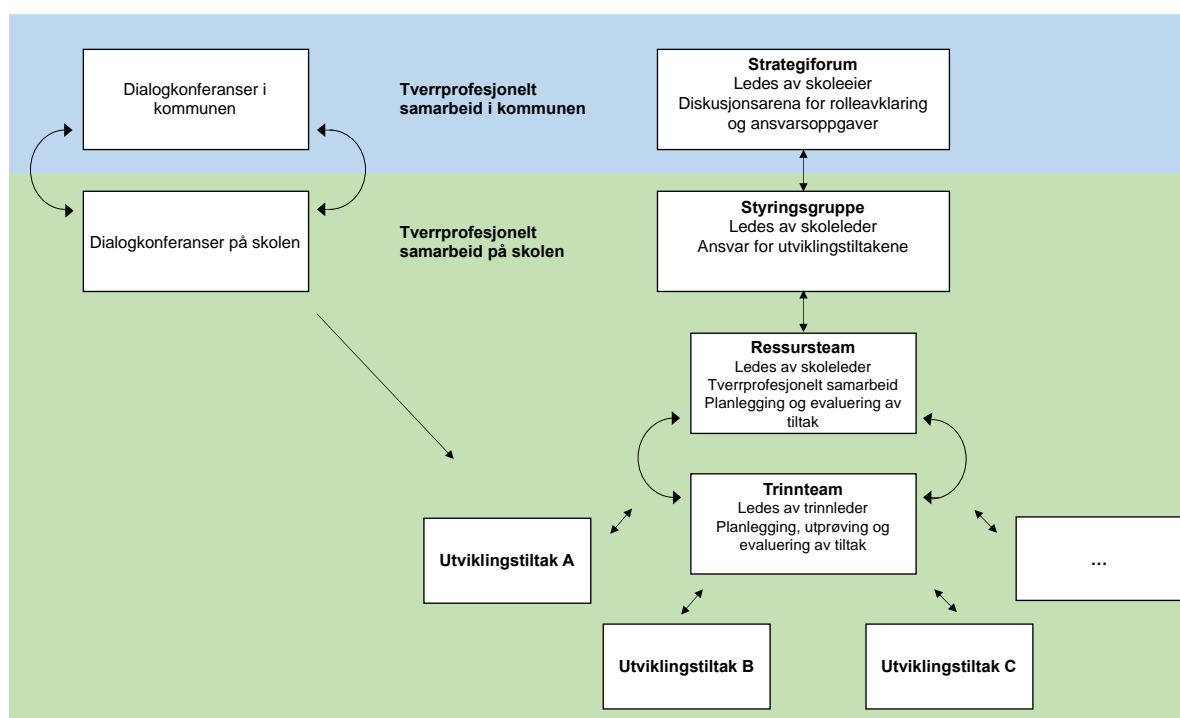 Dialogkonferanser i
kommunen
Tverrprofesjonelt
samarbeid i kommunen
Strategiforum
Ledes av skoleeier
Diskusjonsarena for rolleavklaring
og ansvarsoppgaver
Dialogkonferanser på skolen
Tverrprofesjonelt
samarbeid på skolen
Styringsgruppe
Ledes av skoleleder
Ansvar for utviklingstiltakene
Ressursteam
Ledes av skoleleder
Tverrprofesjonelt samarbeid
Planlegging og evaluering av
tiltak
Trinnteam
Ledes av trinnleder
Planlegging, utprøving og
evaluering av tiltak
Utviklingstiltak A
...
Utviklingstiltak B
Utviklingstiltak C